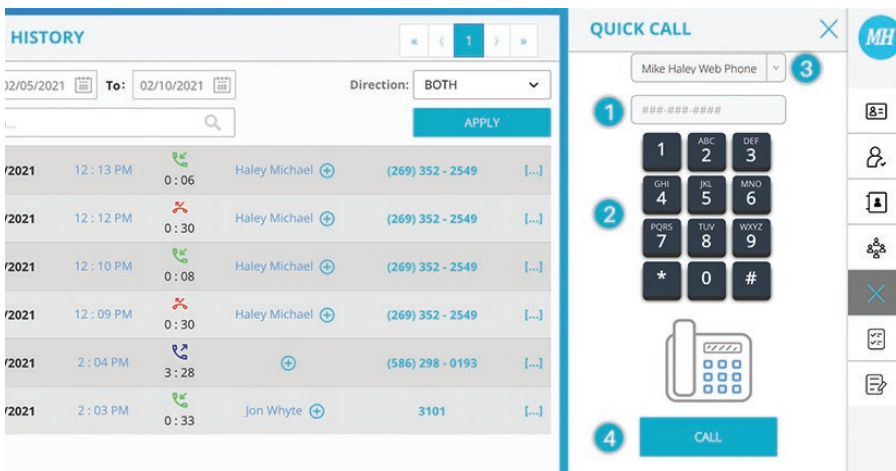 HISTORY
« ‹ 1 › »
02/05/2021 To: 02/10/2021 Direction: BOTH
... APPLY
/2021 12 : 13 PM 0 : 06 Haley Michael (269) 352 - 2549 [...]
/2021 12 : 12 PM 0 : 30 Haley Michael (269) 352 - 2549 [...]
/2021 12 : 10 PM 0 : 08 Haley Michael (269) 352 - 2549 [...]
/2021 12 : 09 PM 0 : 30 Haley Michael (269) 352 - 2549 [...]
/2021 2 : 04 PM 3 : 28 (586) 298 - 0193 [...]
/2021 2 : 03 PM 0 : 33 Jon Whyte 3101 [...]
QUICK CALL
Mike Haley Web Phone 3
1 ###-###-####
1 ABC 2 DEF 3
2 GHI 4 JKL 5 MNO 6
PQRS 7 TUV 8 WXYZ 9
* 0 #
4 CALL
MH